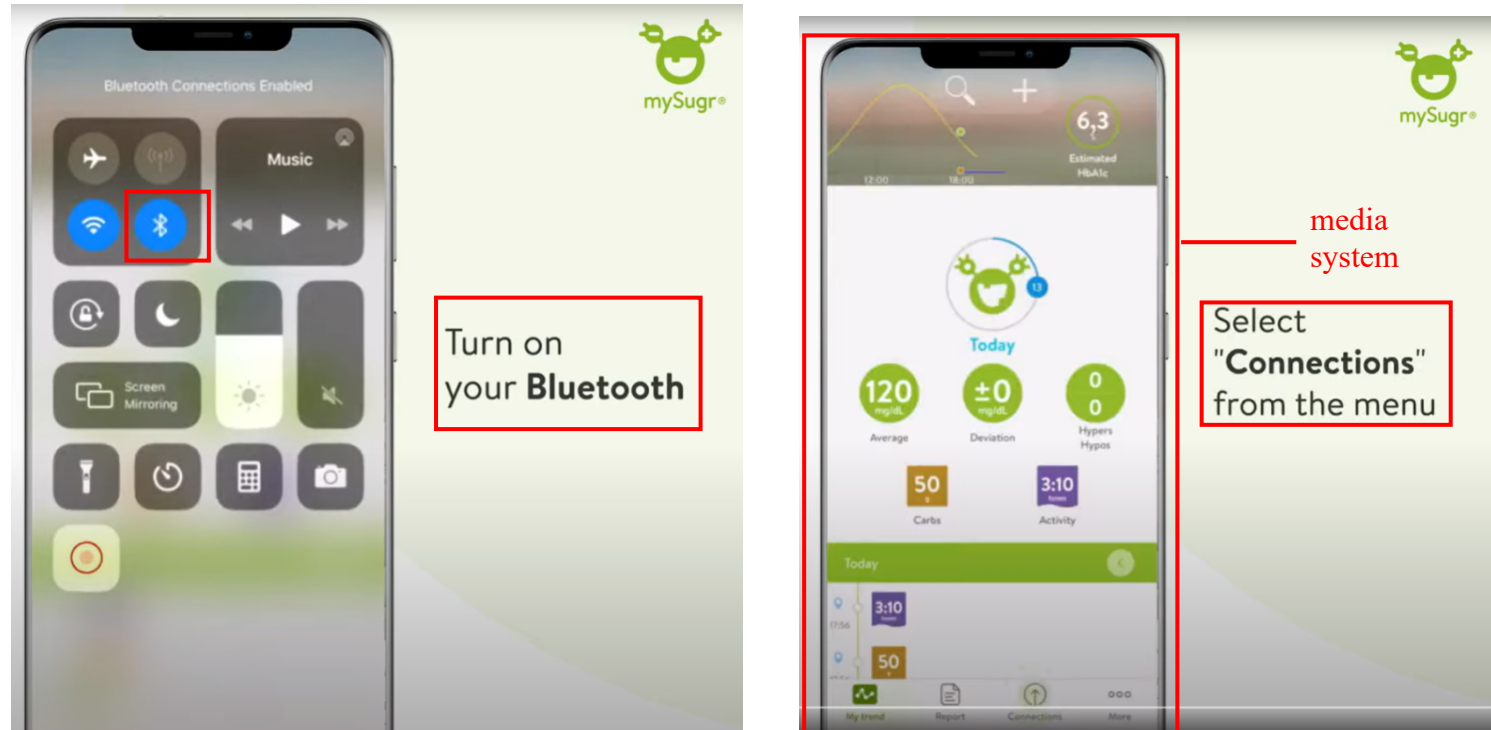 Bluetooth Connections Enabled
Music
Screen
Mirroring
Turn on
your Bluetooth
mySugr®
12:00
18:00
6,3
Estimated
HbA1c
13
Today
120
mg/dL
Average
±0
mg/dL
Deviation
0
0
Hypers
Hypos
50
g
Carbs
3:10
hours
Activity
Today
3:10
hours
17:56
50
My trend
Report
Connections
More
mySugr®
media
system
Select
"Connections"
from the menu